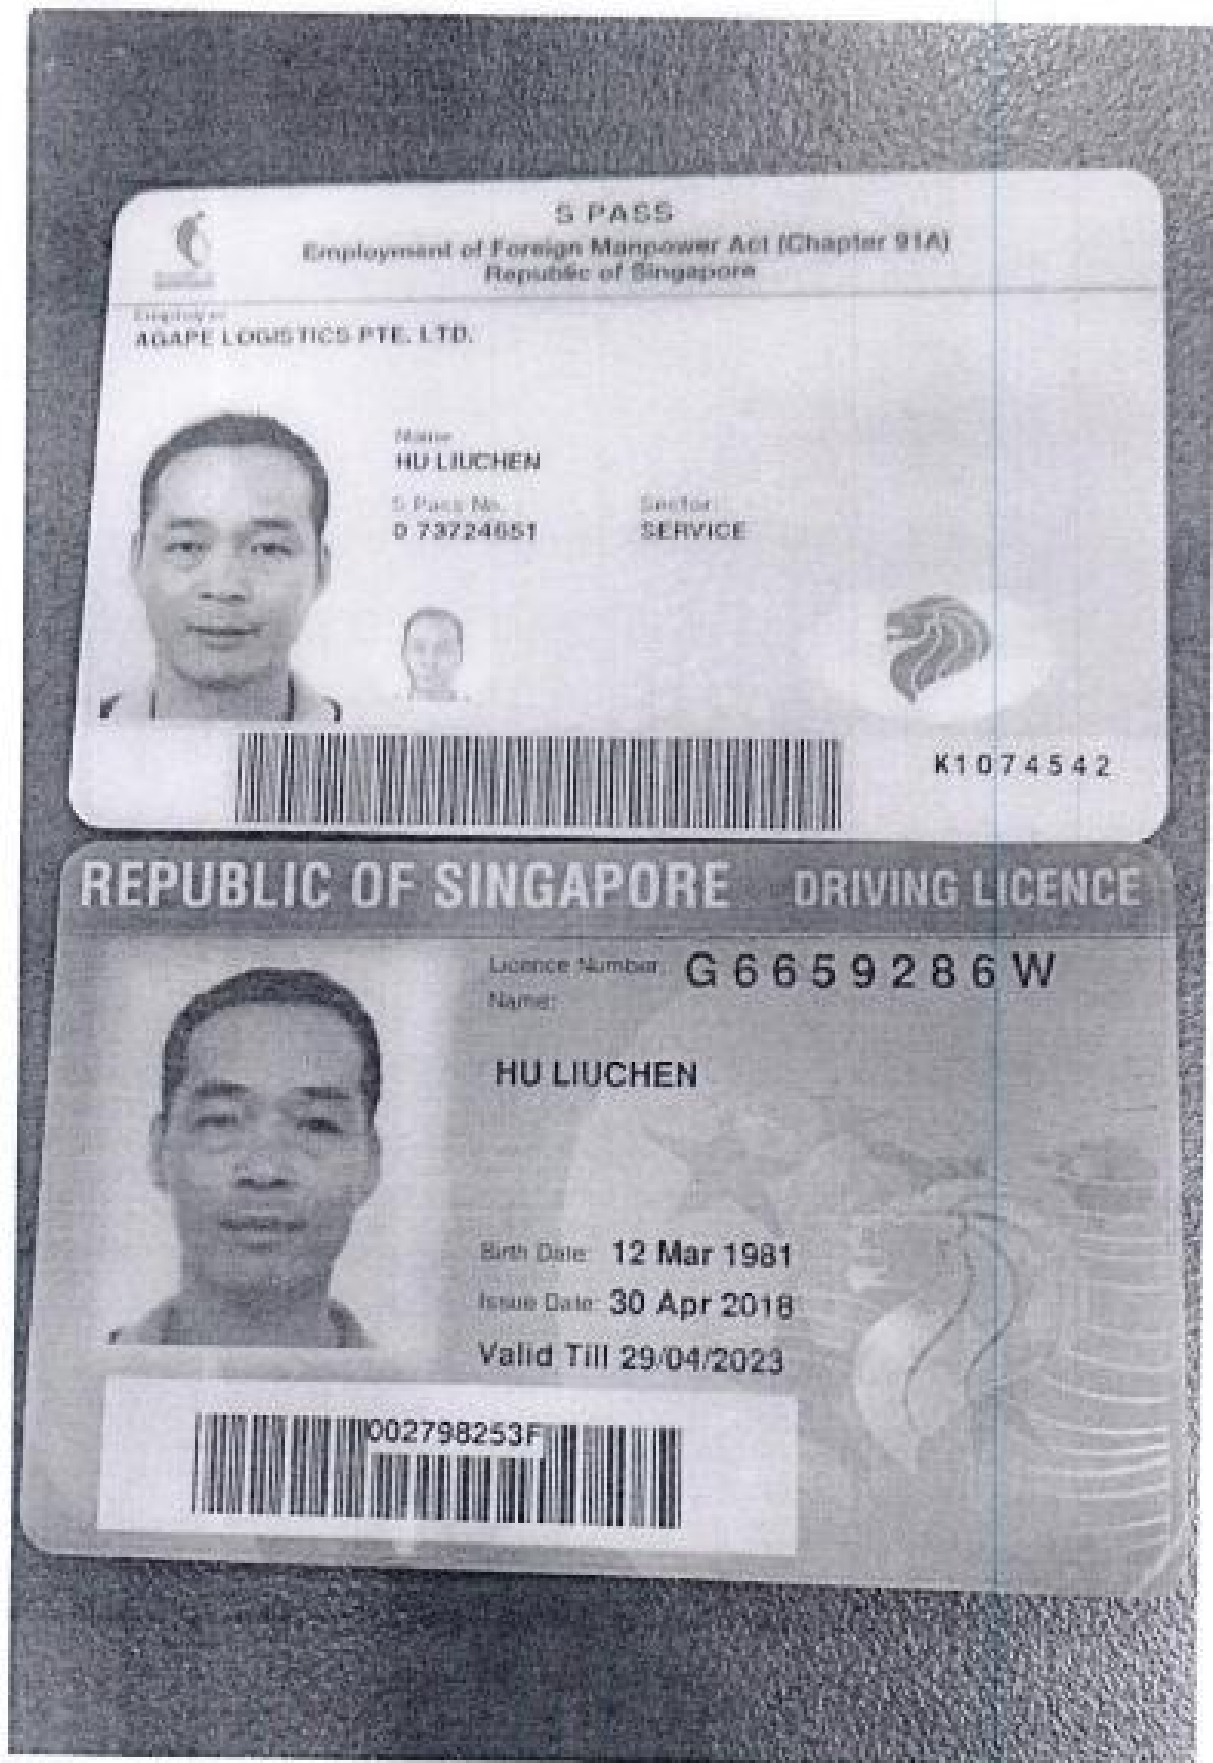 S PASS
Employment of Foreign Manpower Act (Chapter 91A)
Republic of Singapore
Employer
AGAPE LOGISTICS PTE. LTD.
Name
HU LIUCHEN
S Pass No.
Sector:
0 73724651
SERVICE
K1074542
REPUBLIC OF SINGAPORE DRIVING LICENCE
Licence Number: G6659286W
Name:
HU LIUCHEN
Birth Date: 12 Mar 1981
Issue Date: 30 Apr 2018
Valid Till 29/04/2023
002798253F